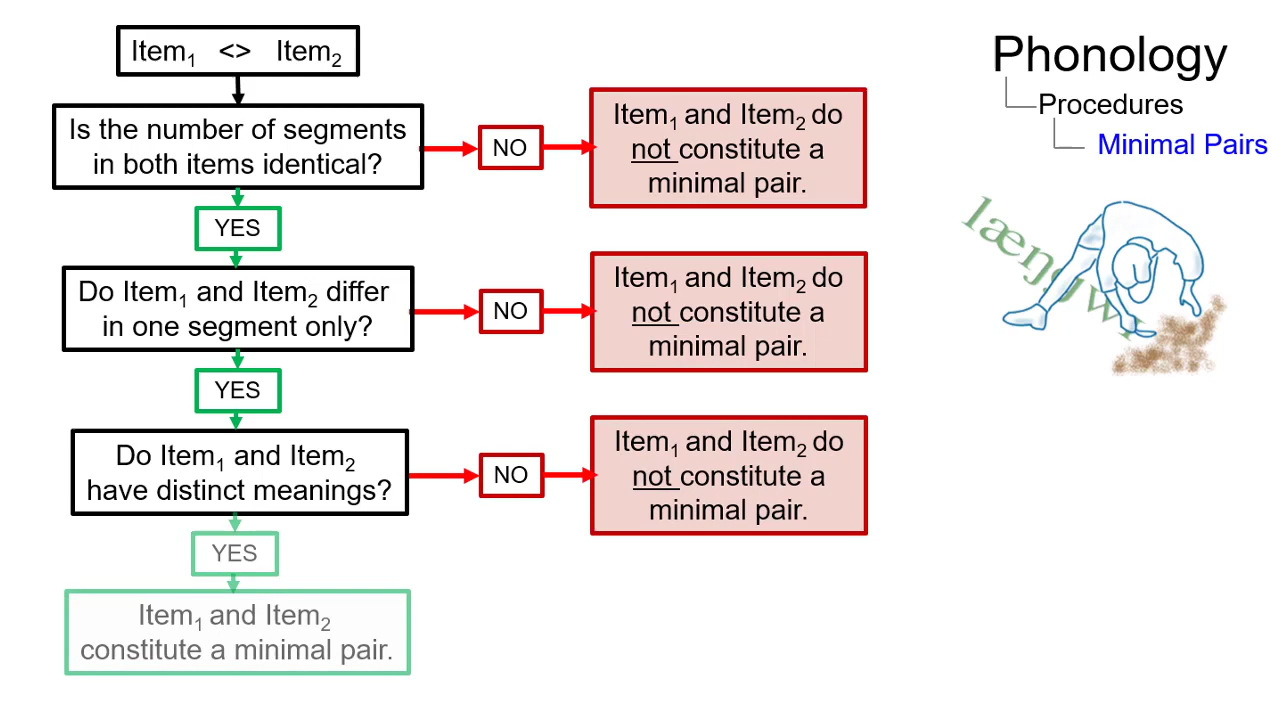 Item₁ <> Item₂
Is the number of segments
in both items identical?
NO
Item₁ and Item₂ do
not constitute a
minimal pair.
YES
Do Item₁ and Item₂ differ
in one segment only?
NO
Item₁ and Item₂ do
not constitute a
minimal pair.
YES
Do Item₁ and Item₂
have distinct meanings?
NO
Item₁ and Item₂ do
not constitute a
minimal pair.
YES
Item₁ and Item₂
constitute a minimal pair.
Phonology
Procedures
Minimal Pairs